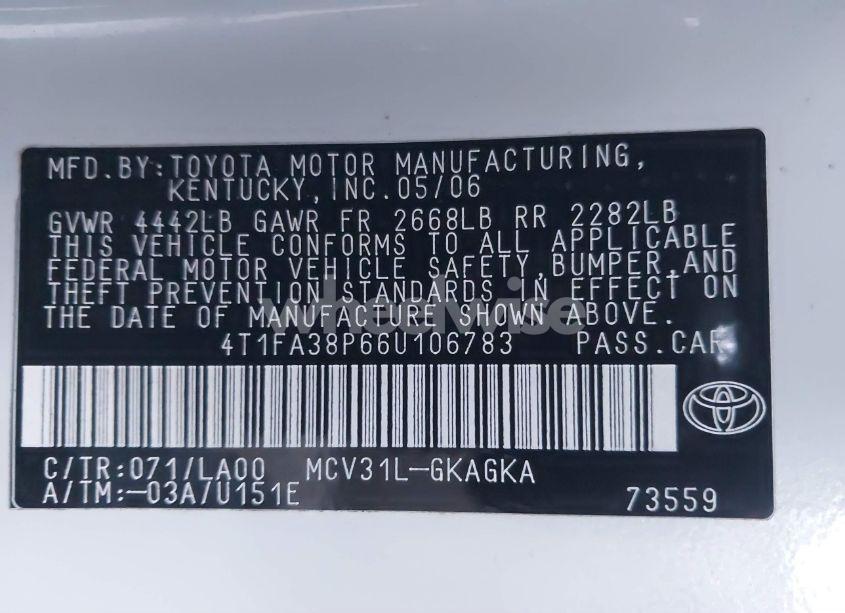 MFD.BY:TOYOTA MOTOR MANUFACTURING,
KENTUCKY,INC.05/06
GVWR 4442LB GAWR FR 2668LB RR 2282LB
THIS VEHICLE CONFORMS TO ALL APPLICABLE
FEDERAL MOTOR VEHICLE SAFETY,BUMPER,AND
THEFT PREVENTION STANDARDS IN EFFECT ON
THE DATE OF MANUFACTURE SHOWN ABOVE.
wheelwise
4T1FA38P66U106783 PASS.CAR
C/TR:071/LA00 MCV31L-GKAGKA
A/TM:-03A/U151E 73559